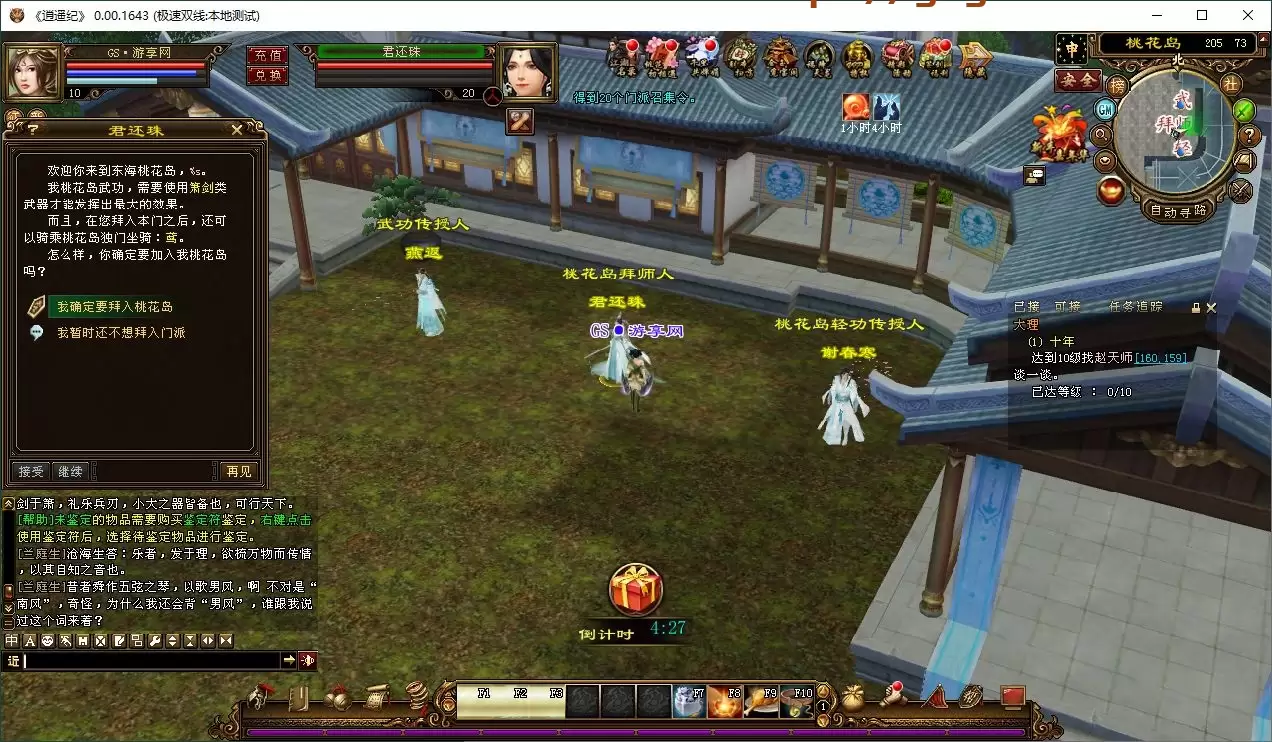 《逍遥纪》 0.00.1643 (极速双线:本地测试)
GS·游享网
10
充值
兑换
君还珠
20
得到20个门派召集令。
1小时4小时
申
桃花岛 205 73
北
安全
榜
社
GM
武
拜师
轻
自动寻路
君还珠
欢迎你来到东海桃花岛，%s。
我桃花岛武功，需要使用箫剑类
武器才能发挥出最大的效果。
而且，在您拜入本门之后，还可
以骑乘桃花岛独门坐骑：鸢。
怎么样，你确定要加入我桃花岛
吗？
我确定要拜入桃花岛
我暂时还不想拜入门派
接受 继续 再见
武功传授人
燕返
桃花岛拜师人
君还珠
GS 游享网
桃花岛轻功传授人
谢春寒
已接 可接 任务追踪
大理
(1) 十年
达到10级找赵天师[160,159]
谈一谈。
已达等级 : 0/10
剑于箫，礼乐兵刃，小大之器皆备也，可行天下。
[帮助]未鉴定的物品需要购买鉴定符鉴定，右键点击
使用鉴定符后，选择待鉴定物品进行鉴定。
[兰庭生]沧海生答：乐者，发于理，欲梳万物而传情
，以其自知之音也。
[兰庭生]昔者舜作五弦之琴，以歌男风，啊 不对是“
南风”，奇怪，为什么我还会背“男风”，谁跟我说
过这个词来着？
倒计时 4:27
近
F1 F2 F3 F7 F8 F9 F10
1